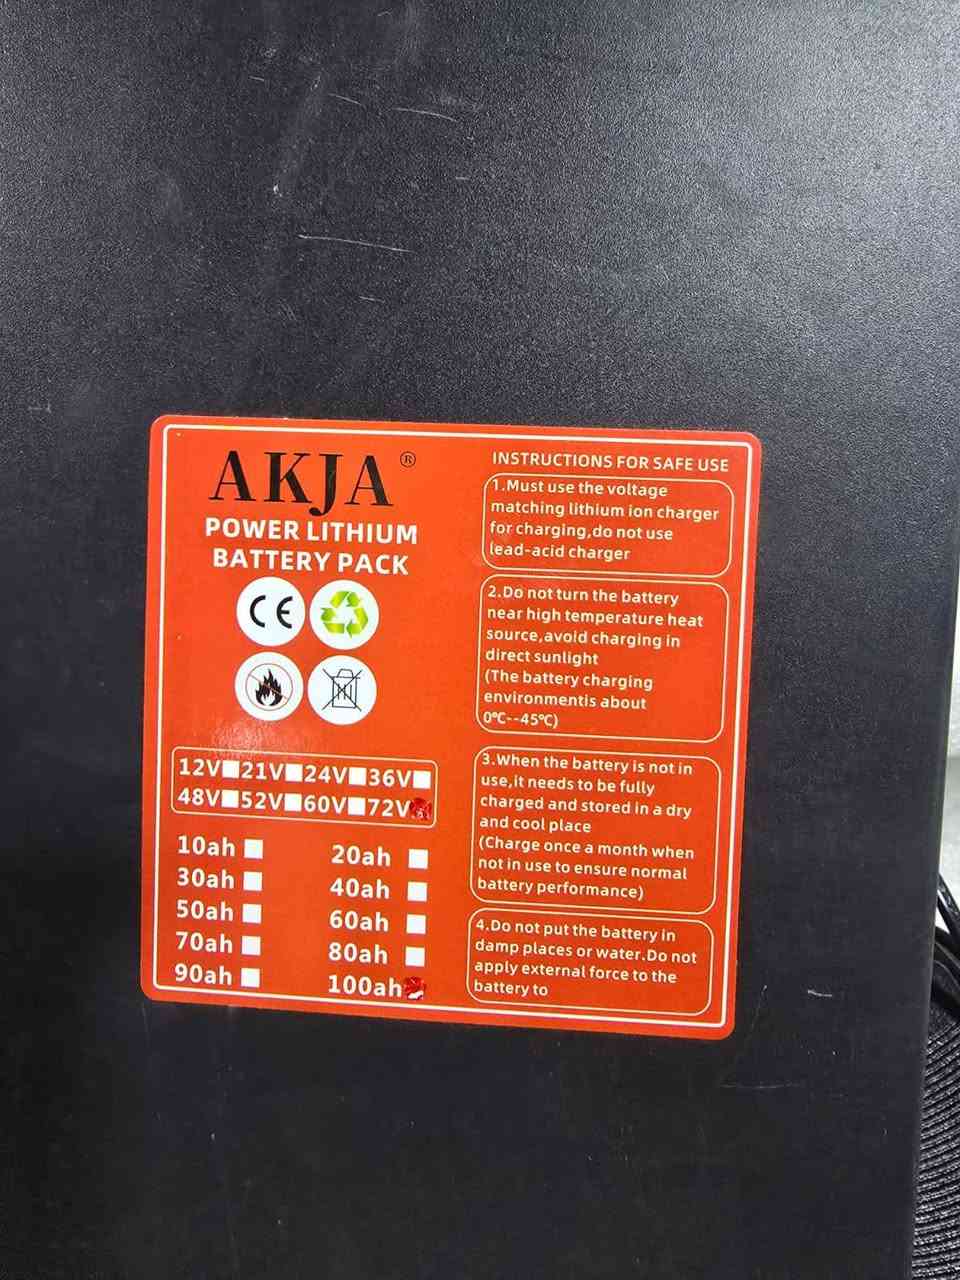 AKJA®
POWER LITHIUM
BATTERY PACK
CE
12V 21V 24V 36V
48V 52V 60V 72V
10ah 20ah
30ah 40ah
50ah 60ah
70ah 80ah
90ah 100ah
INSTRUCTIONS FOR SAFE USE
1.Must use the voltage
matching lithium ion charger
for charging,do not use
lead-acid charger
2.Do not turn the battery
near high temperature heat
source,avoid charging in
direct sunlight
(The battery charging
environmentis about
0℃--45℃)
3.When the battery is not in
use,it needs to be fully
charged and stored in a dry
and cool place
(Charge once a month when
not in use to ensure normal
battery performance)
4.Do not put the battery in
damp places or water.Do not
apply external force to the
battery to